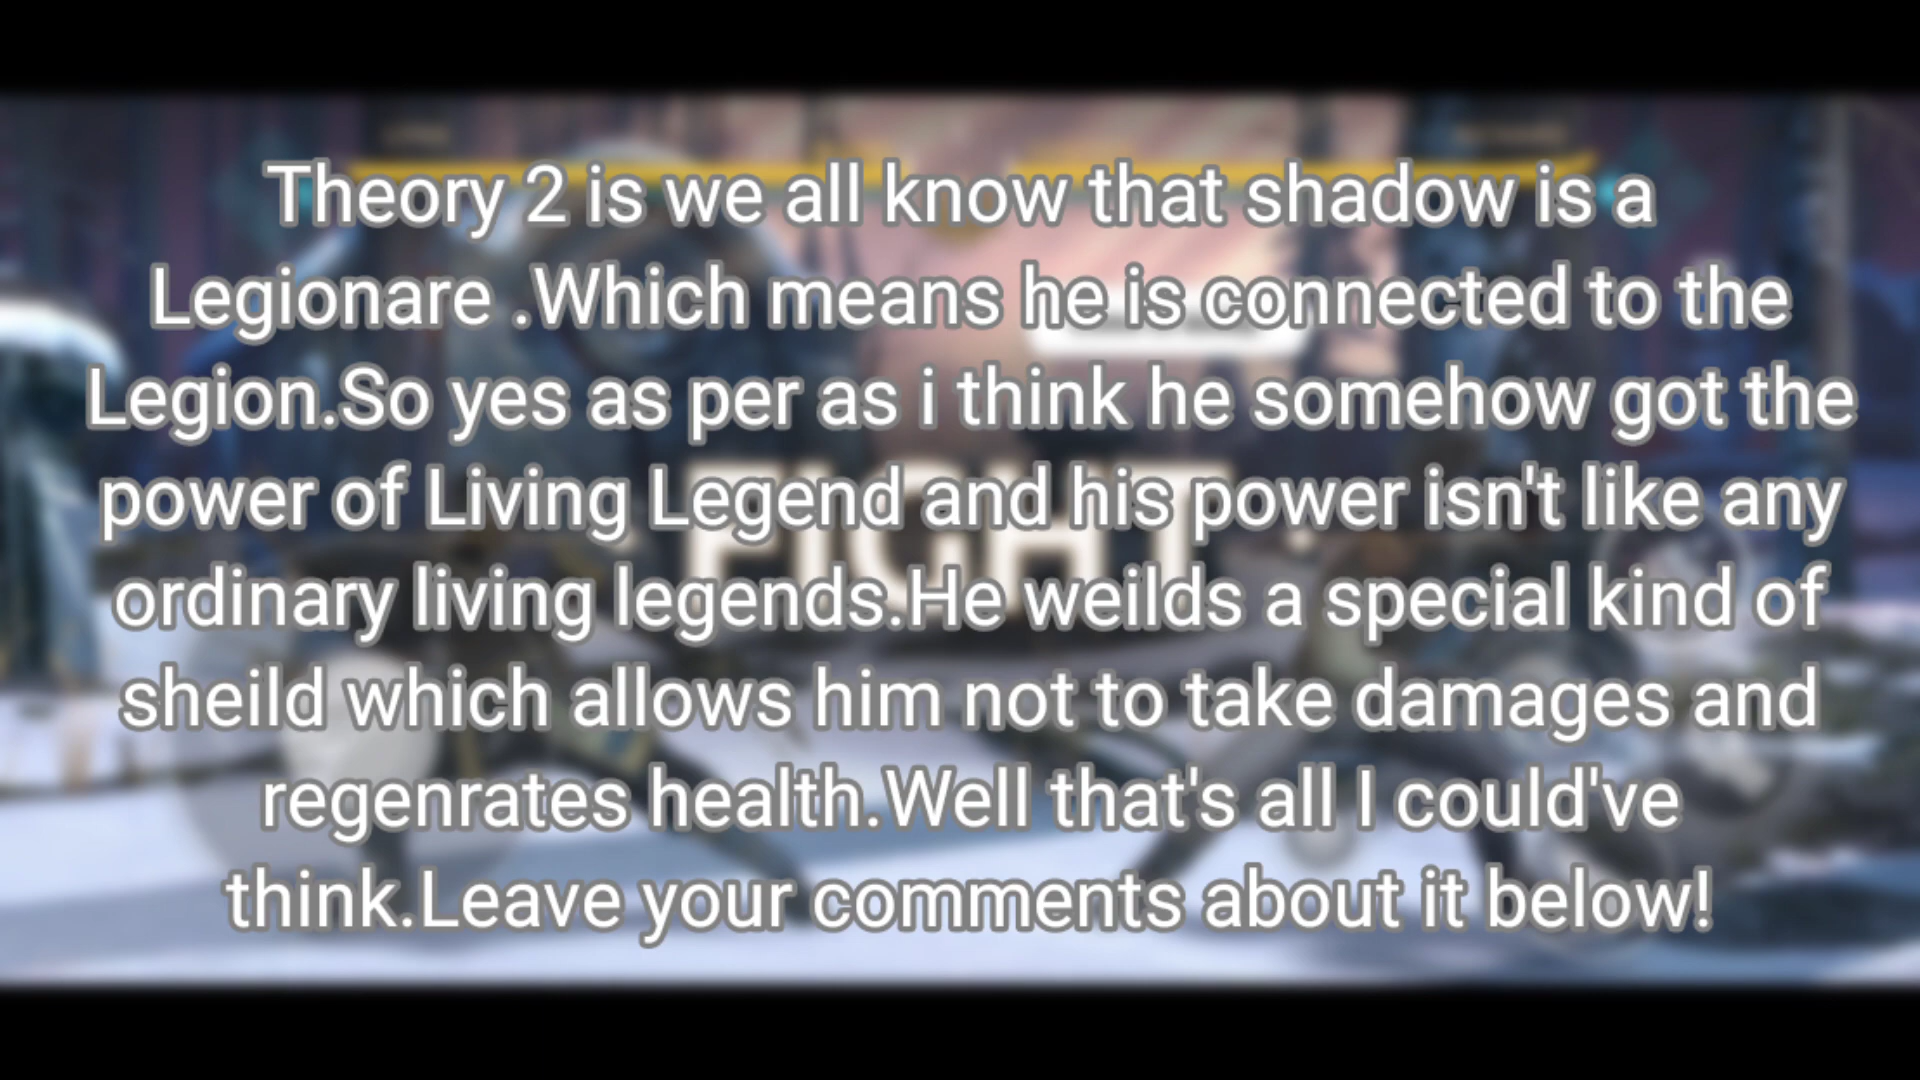 Theory 2 is we all know that shadow is a
Legionare .Which means he is connected to the
Legion.So yes as per as i think he somehow got the
power of Living Legend and his power isn't like any
ordinary living legends.He weilds a special kind of
sheild which allows him not to take damages and
regenrates health.Well that's all I could've
think.Leave your comments about it below!
FIGHT